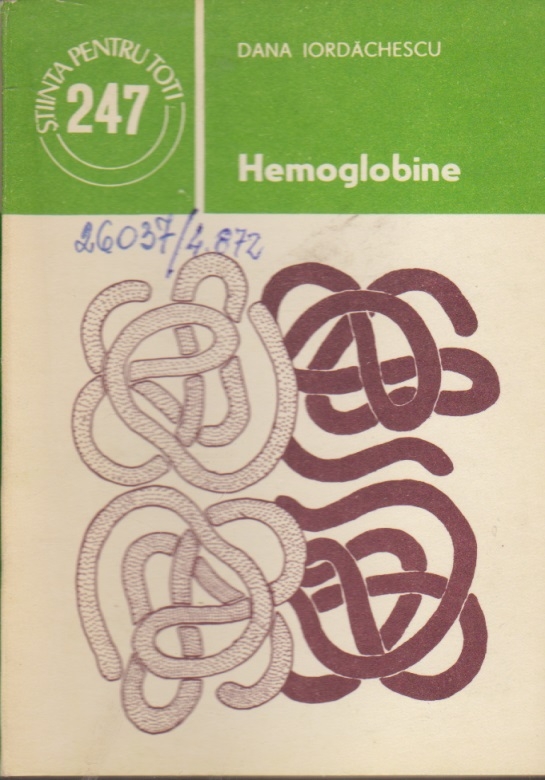 ȘTIINȚA PENTRU TOȚI
247
DANA IORDĂCHESCU
Hemoglobine
26037/4.872